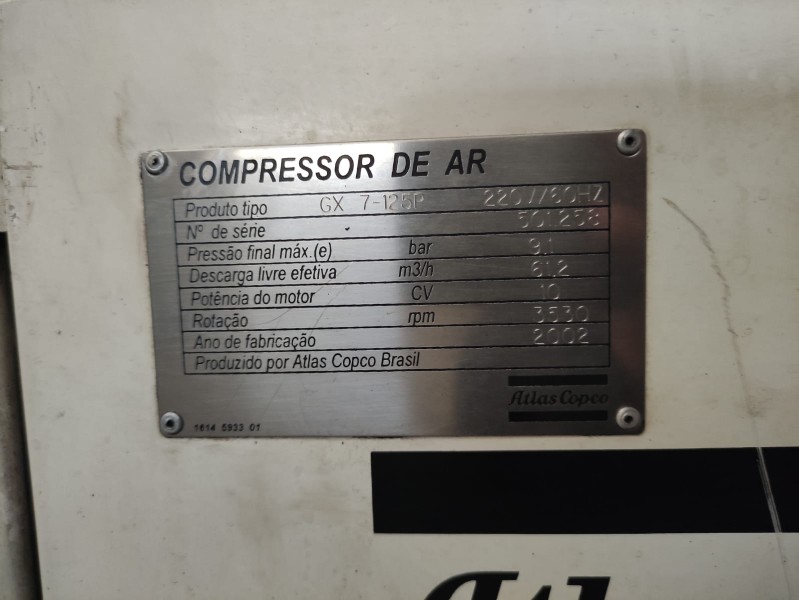 COMPRESSOR DE AR
Produto tipo GX 7-125P 220V/60HZ
Nº de série 501258
Pressão final máx.(e) bar 9.1
Descarga livre efetiva m3/h 61.2
Potência do motor CV 10
Rotação rpm 3530
Ano de fabricação 2002
Produzido por Atlas Copco Brasil
Atlas Copco
1614 5933 01